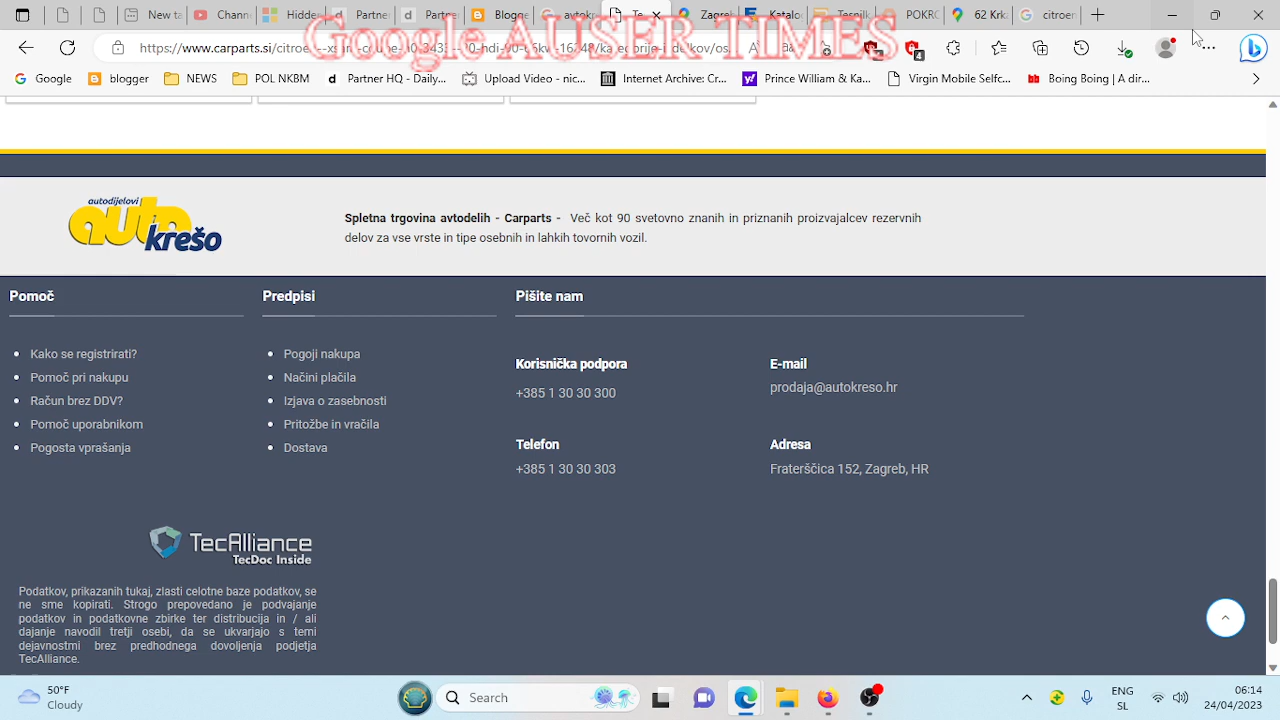 New t
Chann
Hidde
Partne
Partne
Blogge
autokr
Te
Zagre
Katalo
Tesnilk
POKRC
62 Krk
citroen
Google AUSER TIMES
Google
blogger
NEWS
POL NKBM
Partner HQ - Daily...
Upload Video - nic...
Internet Archive: Cr...
Prince William & Ka...
Virgin Mobile Selfc...
Boing Boing | A dir...
autodijelovi
auto
krešo
Spletna trgovina avtodelih - Carparts - Več kot 90 svetovno znanih in priznanih proizvajalcev rezervnih
delov za vse vrste in tipe osebnih in lahkih tovornih vozil.
Pomoč
Kako se registrirati?
Pomoč pri nakupu
Račun brez DDV?
Pomoč uporabnikom
Pogosta vprašanja
Predpisi
Pogoji nakupa
Načini plačila
Izjava o zasebnosti
Pritožbe in vračila
Dostava
Pišite nam
Korisnička podpora
+385 1 30 30 300
E-mail
prodaja@autokreso.hr
Telefon
+385 1 30 30 303
Adresa
Fraterščica 152, Zagreb, HR
TecAlliance
TecDoc Inside
Podatkov, prikazanih tukaj, zlasti celotne baze podatkov, se
ne sme kopirati. Strogo prepovedano je podvajanje
podatkov in podatkovne zbirke ter distribucija in / ali
dajanje navodil tretji osebi, da se ukvarjajo s temi
dejavnostmi brez predhodnega dovoljenja podjetja
TecAlliance.
50°F
Cloudy
Search
ENG
SL
06:14
24/04/2023